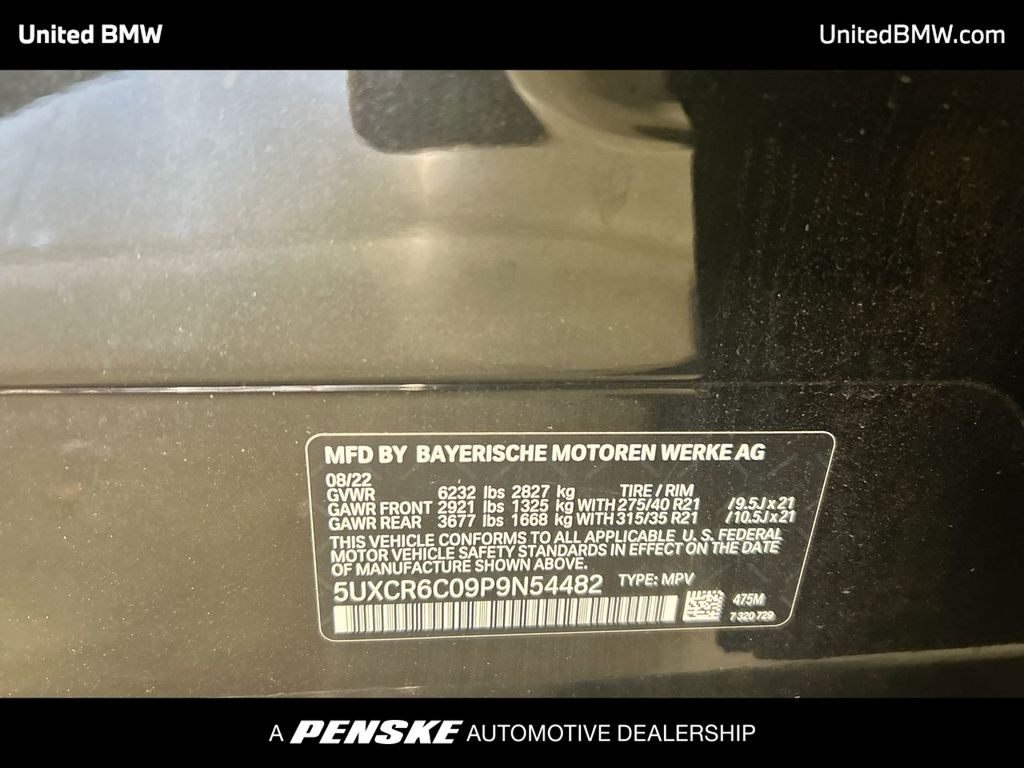 United BMW
UnitedBMW.com
MFD BY BAYERISCHE MOTOREN WERKE AG
08/22
GVWR 6232 lbs 2827 kg TIRE / RIM
GAWR FRONT 2921 lbs 1325 kg WITH 275/40 R21 /9.5J x 21
GAWR REAR 3677 lbs 1668 kg WITH 315/35 R21 /10.5J x 21
THIS VEHICLE CONFORMS TO ALL APPLICABLE U. S. FEDERAL
MOTOR VEHICLE SAFETY STANDARDS IN EFFECT ON THE DATE
OF MANUFACTURE SHOWN ABOVE.
5UXCR6C09P9N54482 TYPE: MPV
475M
7 320 729
A PENSKE AUTOMOTIVE DEALERSHIP